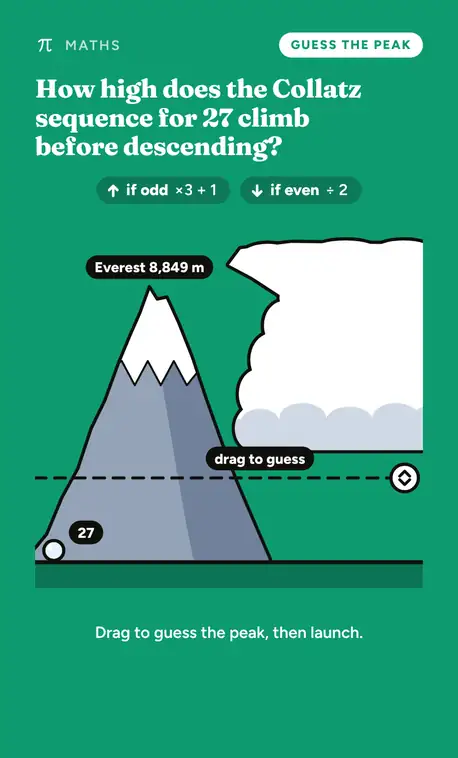 π MATHS
GUESS THE PEAK
How high does the Collatz
sequence for 27 climb
before descending?
↑ if odd ×3 + 1
↓ if even ÷ 2
Everest 8,849 m
drag to guess
27
Drag to guess the peak, then launch.